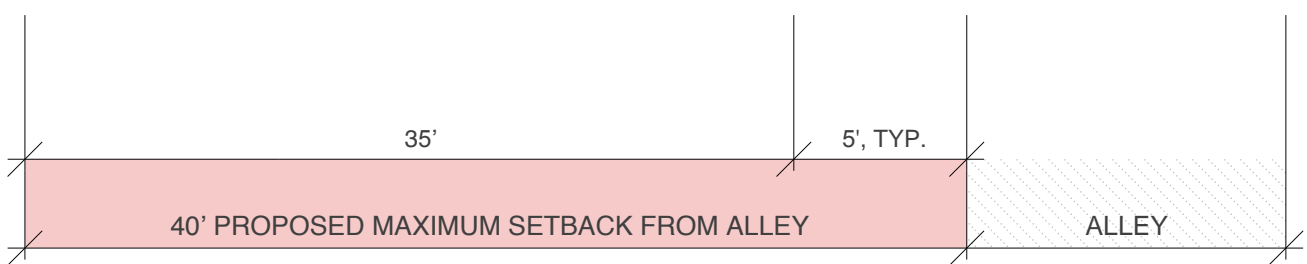 35’
5', TYP.
40’ PROPOSED MAXIMUM SETBACK FROM ALLEY
ALLEY